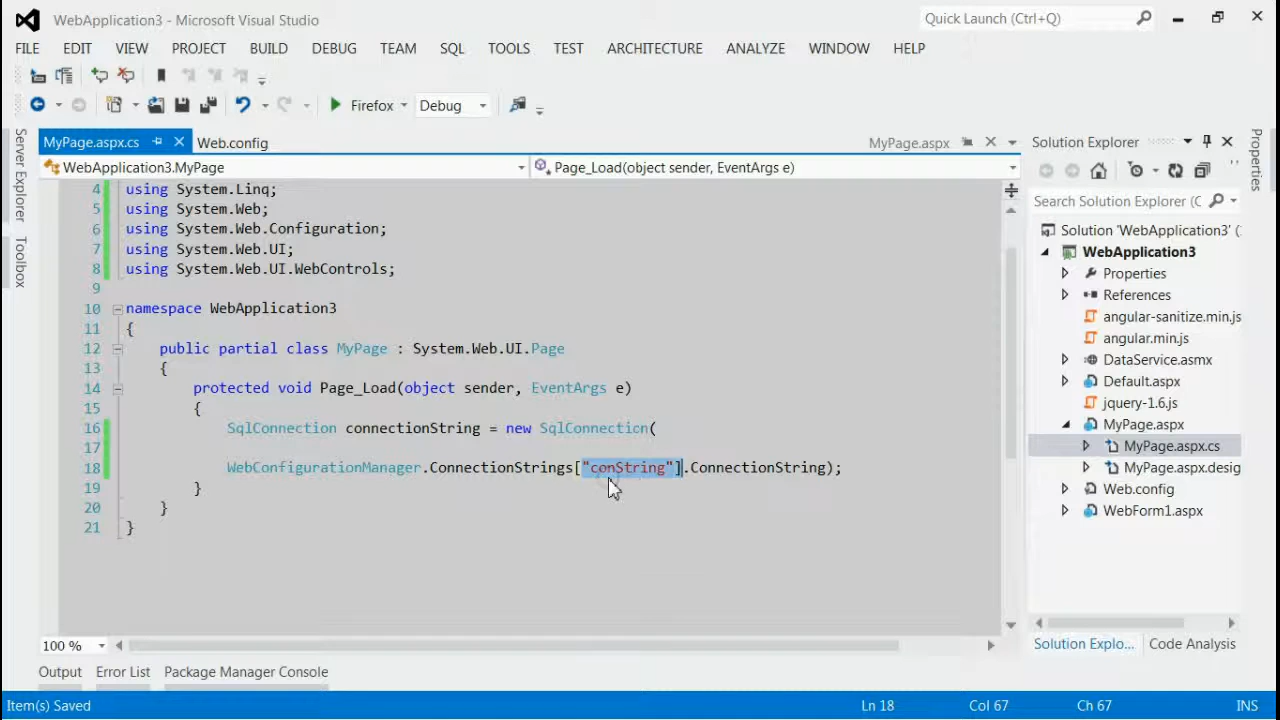 WebApplication3 - Microsoft Visual Studio
Quick Launch (Ctrl+Q)
FILE EDIT VIEW PROJECT BUILD DEBUG TEAM SQL TOOLS TEST ARCHITECTURE ANALYZE WINDOW HELP
Firefox Debug
Server Explorer
Toolbox
MyPage.aspx.cs Web.config MyPage.aspx
WebApplication3.MyPage Page_Load(object sender, EventArgs e)
4 using System.Linq;
5 using System.Web;
6 using System.Web.Configuration;
7 using System.Web.UI;
8 using System.Web.UI.WebControls;
9
10 namespace WebApplication3
11 {
12 public partial class MyPage : System.Web.UI.Page
13 {
14 protected void Page_Load(object sender, EventArgs e)
15 {
16 SqlConnection connectionString = new SqlConnection(
17
18 WebConfigurationManager.ConnectionStrings["conString"].ConnectionString);
19 }
20 }
21 }
100 %
Solution Explorer
Search Solution Explorer (C
Solution 'WebApplication3' (
WebApplication3
Properties
References
angular-sanitize.min.js
angular.min.js
DataService.asmx
Default.aspx
jquery-1.6.js
MyPage.aspx
MyPage.aspx.cs
MyPage.aspx.desig
Web.config
WebForm1.aspx
Solution Explo... Code Analysis
Properties
Output Error List Package Manager Console
Item(s) Saved Ln 18 Col 67 Ch 67 INS